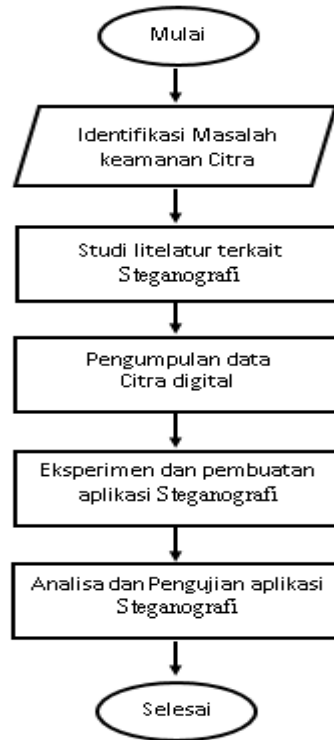 Mulai
Identifikasi Masalah
keamanan Citra
Studi litelatur terkait
Steganografi
Pengumpulan data
Citra digital
Eksperimen dan pembuatan
aplikasi Steganografi
Analisa dan Pengujian aplikasi
Steganografi
Selesai